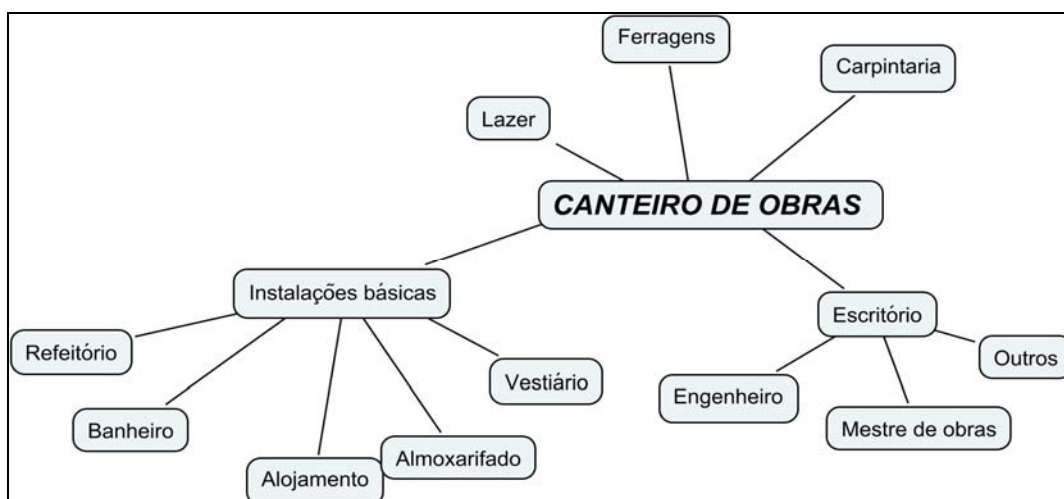 Ferragens
Carpintaria
Lazer
CANTEIRO DE OBRAS
Instalações básicas
Escritório
Refeitório
Outros
Vestiário
Engenheiro
Banheiro
Mestre de obras
Almoxarifado
Alojamento